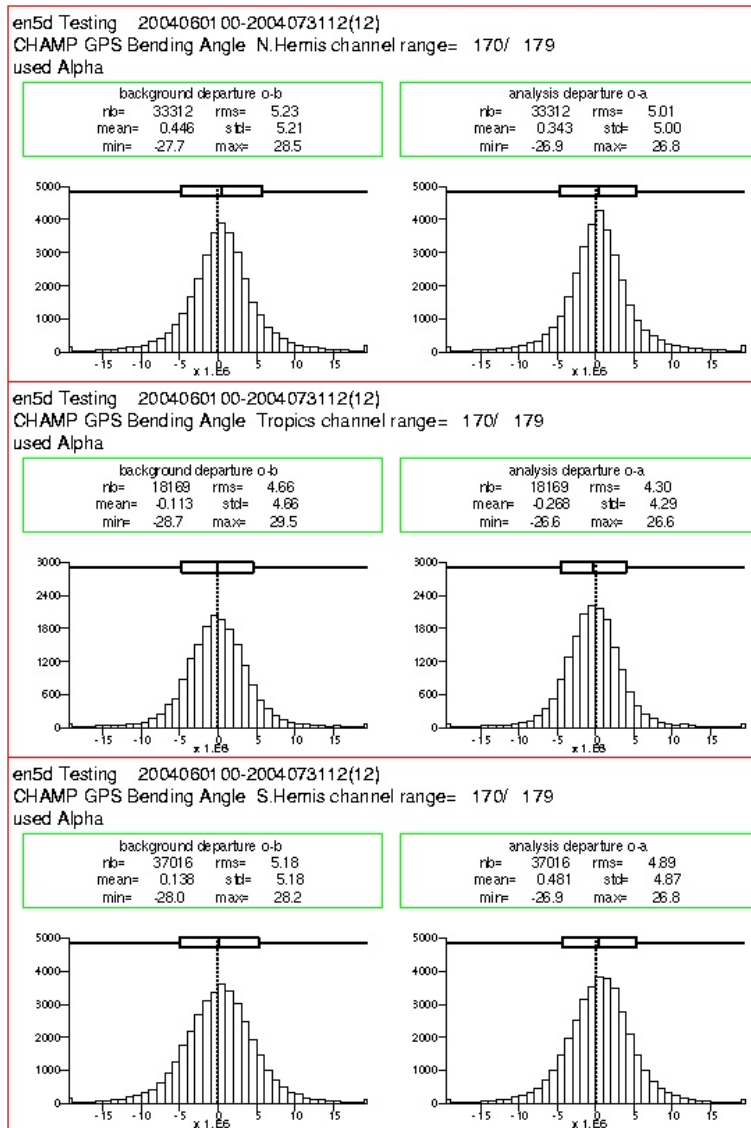 en5d Testing 2004060100-2004073112(12)
CHAMP GPS Bending Angle N.Hemis channel range= 170/ 179
used Alpha
background departure o-b
nb= 33312 rms= 5.23
mean= 0.446 std= 5.21
min= -27.7 max= 28.5
analysis departure o-a
nb= 33312 rms= 5.01
mean= 0.343 std= 5.00
min= -26.9 max= 26.8
5000
4000
3000
2000
1000
0
-15 -10 -5 0 5 10 15
x 1.E6
5000
4000
3000
2000
1000
0
-15 -10 -5 0 5 10 15
x 1.E6
en5d Testing 2004060100-2004073112(12)
CHAMP GPS Bending Angle Tropics channel range= 170/ 179
used Alpha
background departure o-b
nb= 18169 rms= 4.66
mean= -0.113 std= 4.66
min= -28.7 max= 29.5
analysis departure o-a
nb= 18169 rms= 4.30
mean= -0.268 std= 4.29
min= -26.6 max= 26.6
3000
2400
1800
1200
600
0
-15 -10 -5 0 5 10 15
x 1.E6
3000
2400
1800
1200
600
0
-15 -10 -5 0 5 10 15
x 1.E6
en5d Testing 2004060100-2004073112(12)
CHAMP GPS Bending Angle S.Hemis channel range= 170/ 179
used Alpha
background departure o-b
nb= 37016 rms= 5.18
mean= 0.138 std= 5.18
min= -28.0 max= 28.2
analysis departure o-a
nb= 37016 rms= 4.89
mean= 0.481 std= 4.87
min= -26.9 max= 26.8
5000
4000
3000
2000
1000
0
-15 -10 -5 0 5 10 15
x 1.E6
5000
4000
3000
2000
1000
0
-15 -10 -5 0 5 10 15
x 1.E6